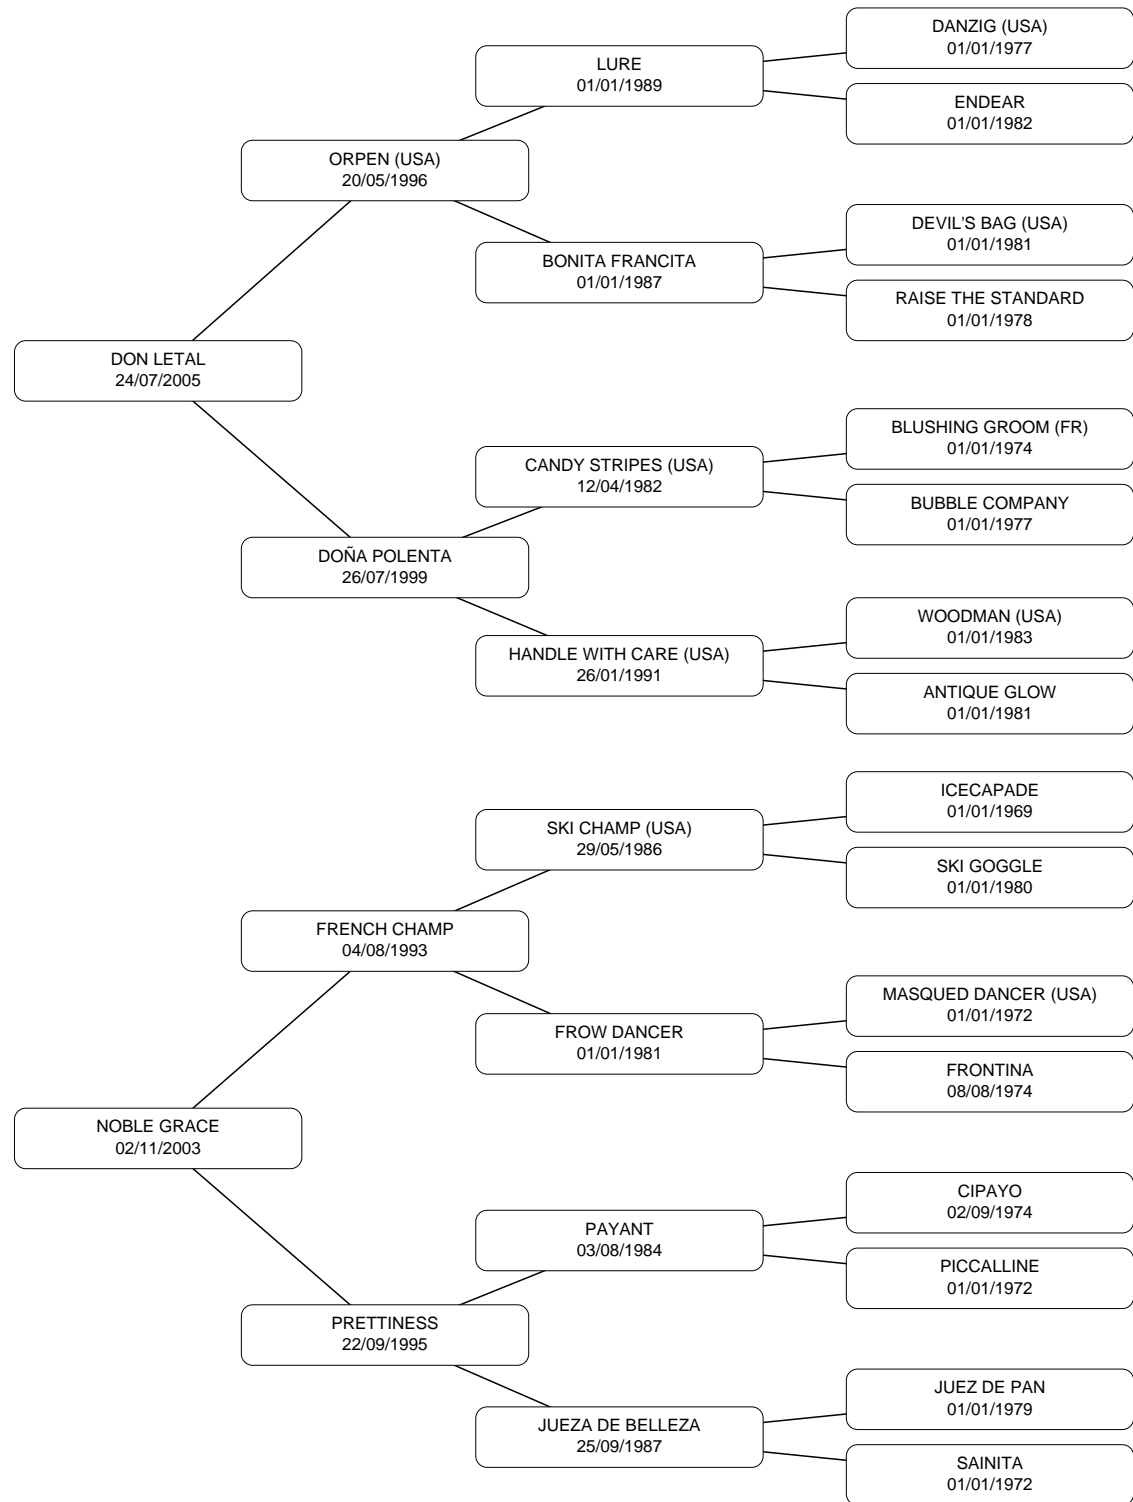 DANZIG (USA)
01/01/1977
LURE
01/01/1989
ENDEAR
01/01/1982
ORPEN (USA)
20/05/1996
DEVIL'S BAG (USA)
01/01/1981
BONITA FRANCITA
01/01/1987
RAISE THE STANDARD
01/01/1978
DON LETAL
24/07/2005
BLUSHING GROOM (FR)
01/01/1974
CANDY STRIPES (USA)
12/04/1982
BUBBLE COMPANY
01/01/1977
DOÑA POLENTA
26/07/1999
WOODMAN (USA)
01/01/1983
HANDLE WITH CARE (USA)
26/01/1991
ANTIQUE GLOW
01/01/1981
ICECAPADE
01/01/1969
SKI CHAMP (USA)
29/05/1986
SKI GOGGLE
01/01/1980
FRENCH CHAMP
04/08/1993
MASQUED DANCER (USA)
01/01/1972
FROW DANCER
01/01/1981
FRONTINA
08/08/1974
NOBLE GRACE
02/11/2003
CIPAYO
02/09/1974
PAYANT
03/08/1984
PICCALLINE
01/01/1972
PRETTINESS
22/09/1995
JUEZ DE PAN
01/01/1979
JUEZA DE BELLEZA
25/09/1987
SAINITA
01/01/1972